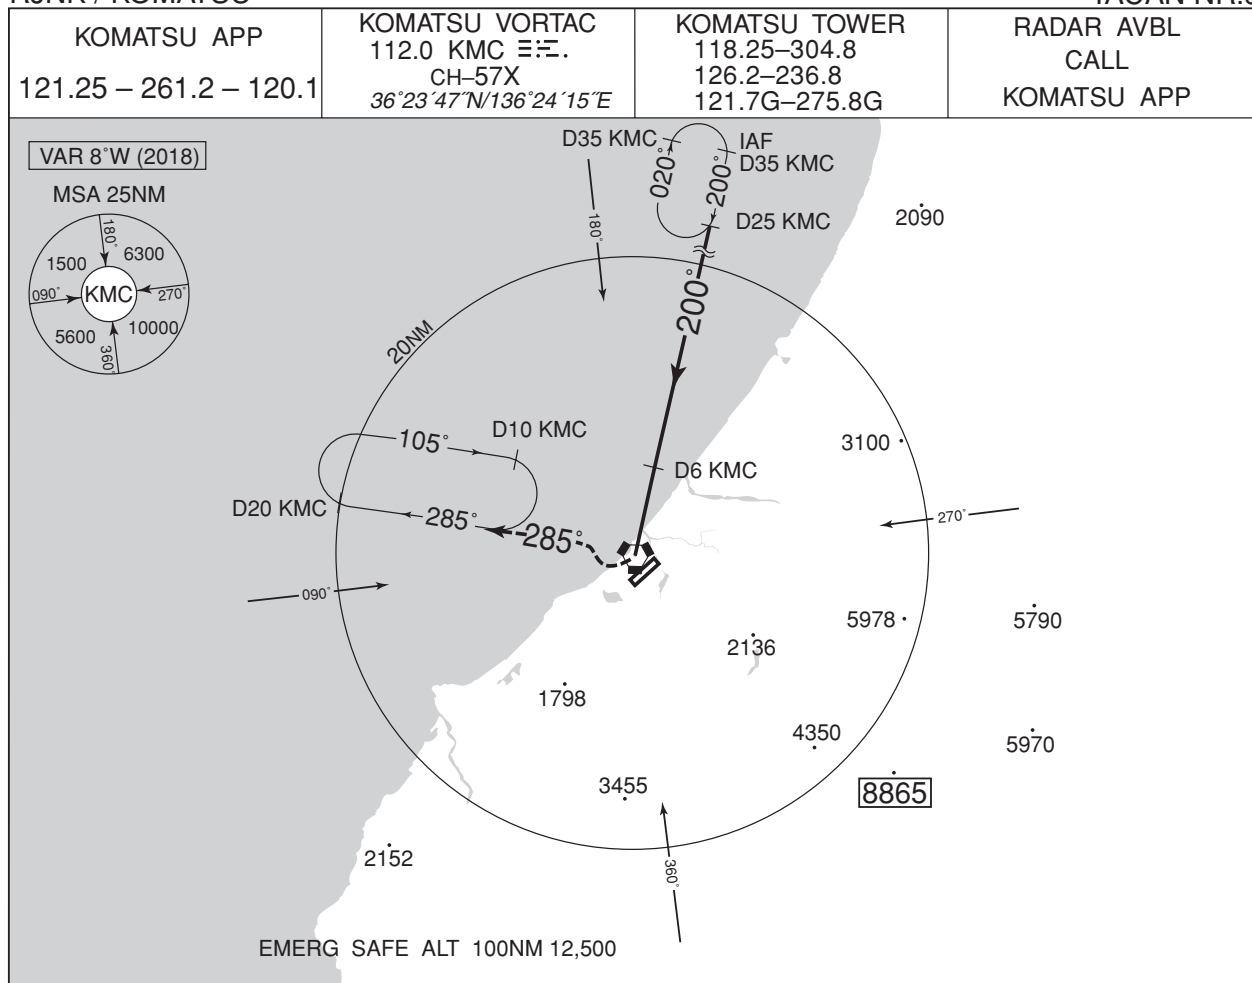 KOMATSU APP
121.25 – 261.2 – 120.1
KOMATSU VORTAC
112.0 KMC
CH–57X
36°23´47˝N/136°24´15˝E
KOMATSU TOWER
118.25–304.8
126.2–236.8
121.7G–275.8G
RADAR AVBL
CALL
KOMATSU APP
VAR 8°W (2018)
MSA 25NM
180°
1500
6300
090°
KMC
270°
5600
10000
360°
D35 KMC
IAF
D35 KMC
020°
200°
D25 KMC
180°
2090
200°
20NM
105°
D10 KMC
3100
D6 KMC
D20 KMC
285°
285°
270°
090°
5978
5790
2136
1798
4350
5970
3455
8865
2152
360°
EMERG SAFE ALT 100NM 12,500